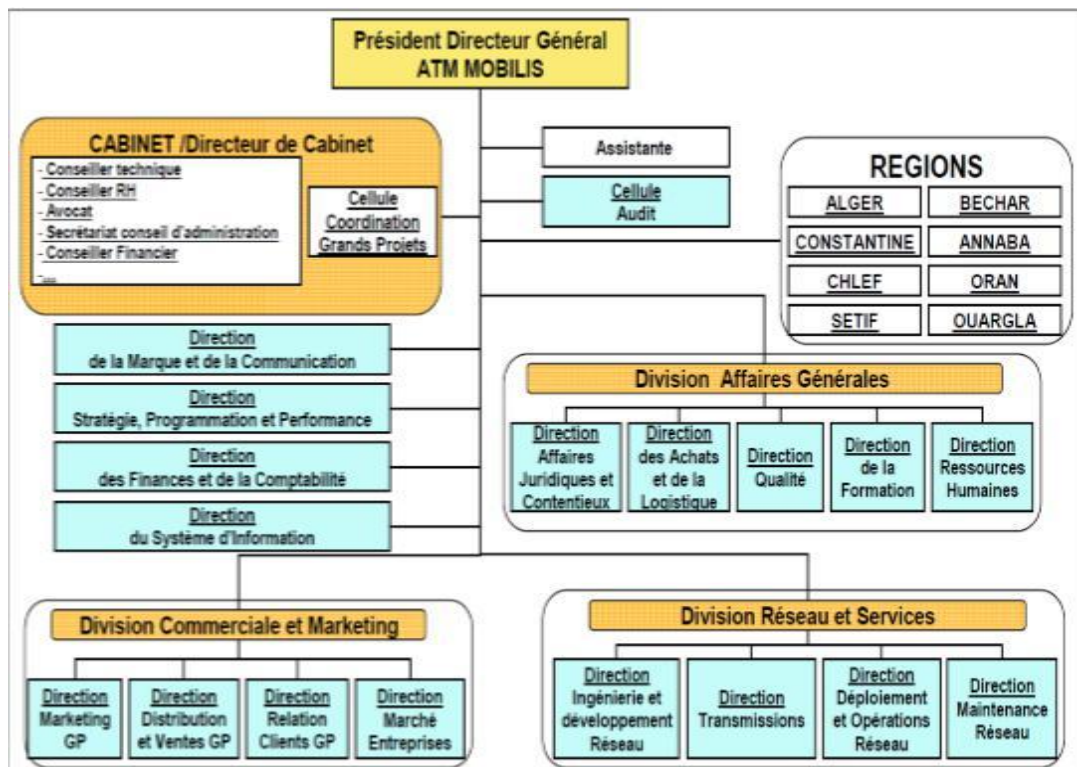 Président Directeur Général
ATM MOBILIS
CABINET /Directeur de Cabinet
- Conseiller technique
- Conseiller RH
- Avocat
- Secrétariat conseil d'administration
- Conseiller Financier
-...
Cellule
Coordination
Grands Projets
Assistante
Cellule
Audit
REGIONS
ALGER
BECHAR
CONSTANTINE
ANNABA
CHLEF
ORAN
SETIF
OUARGLA
Direction
de la Marque et de la Communication
Direction
Stratégie, Programmation et Performance
Direction
des Finances et de la Comptabilité
Direction
du Système d'Information
Division Affaires Générales
Direction
Affaires
Juridiques et
Contentieux
Direction
des Achats
et de la
Logistique
Direction
Qualité
Direction
de la
Formation
Direction
Ressources
Humaines
Division Commerciale et Marketing
Direction
Marketing
GP
Direction
Distribution
et Ventes GP
Direction
Relation
Clients GP
Direction
Marché
Entreprises
Division Réseau et Services
Direction
Ingénierie et
développement
Réseau
Direction
Transmissions
Direction
Déploiement
et Opérations
Réseau
Direction
Maintenance
Réseau